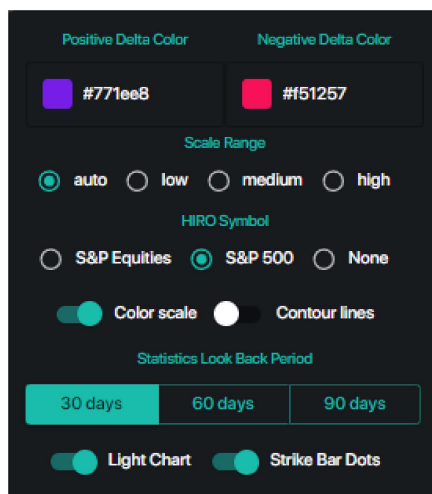 Positive Delta Color Negative Delta Color
#771ee8 #f51257
Scale Range
auto low medium high
HIRO Symbol
S&P Equities S&P 500 None
Color scale Contour lines
Statistics Look Back Period
30 days 60 days 90 days
Light Chart Strike Bar Dots